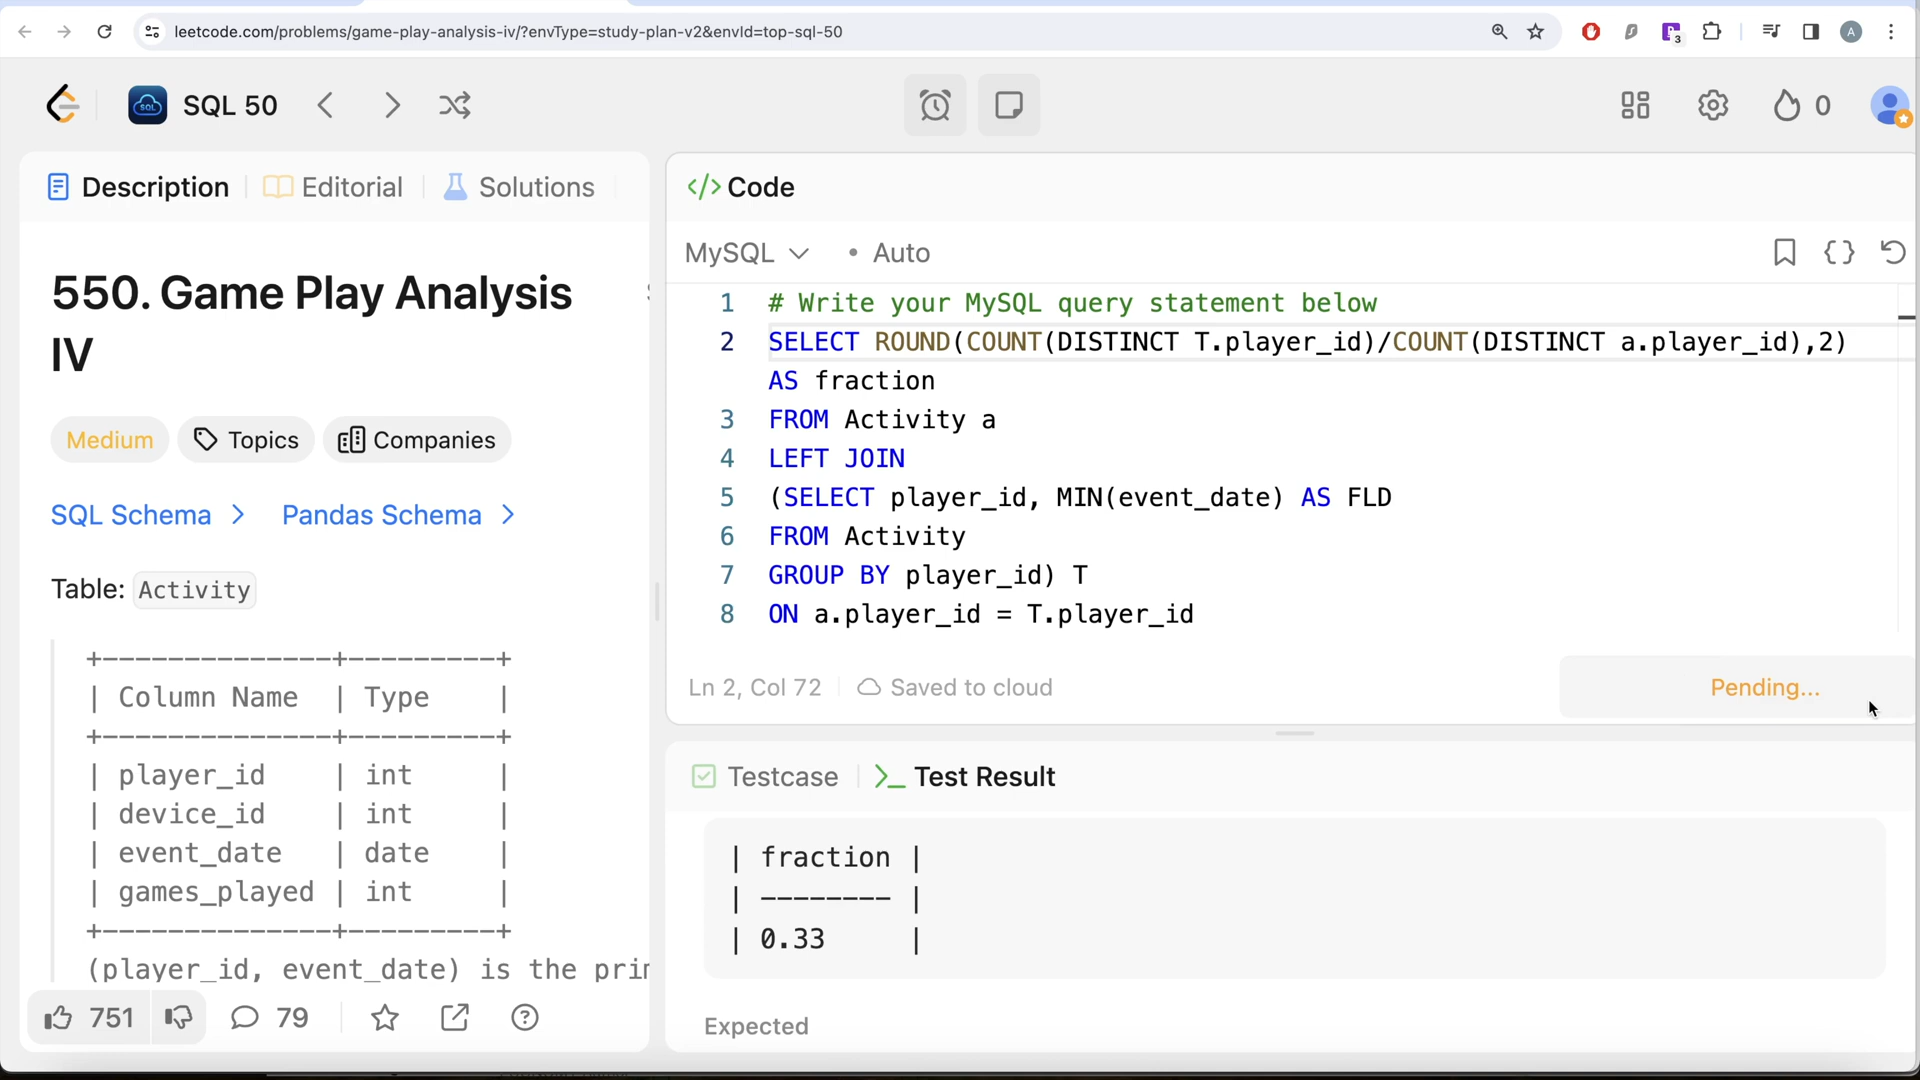 leetcode.com/problems/game-play-analysis-iv/?envType=study-plan-v2&envId=top-sql-50
3
A
SQL
SQL 50
0
Description
Editorial
Solutions
550. Game Play Analysis
IV
Medium
Topics
Companies
SQL Schema
Pandas Schema
Table: Activity
+--------------+---------+
| Column Name | Type |
+--------------+---------+
| player_id | int |
| device_id | int |
| event_date | date |
| games_played | int |
+--------------+---------+
(player_id, event_date) is the prim
751
79
</> Code
MySQL
• Auto
1 # Write your MySQL query statement below
2 SELECT ROUND(COUNT(DISTINCT T.player_id)/COUNT(DISTINCT a.player_id),2)
AS fraction
3 FROM Activity a
4 LEFT JOIN
5 (SELECT player_id, MIN(event_date) AS FLD
6 FROM Activity
7 GROUP BY player_id) T
8 ON a.player_id = T.player_id
Ln 2, Col 72
Saved to cloud
Pending...
Testcase
>_ Test Result
| fraction |
| -------- |
| 0.33 |
Expected